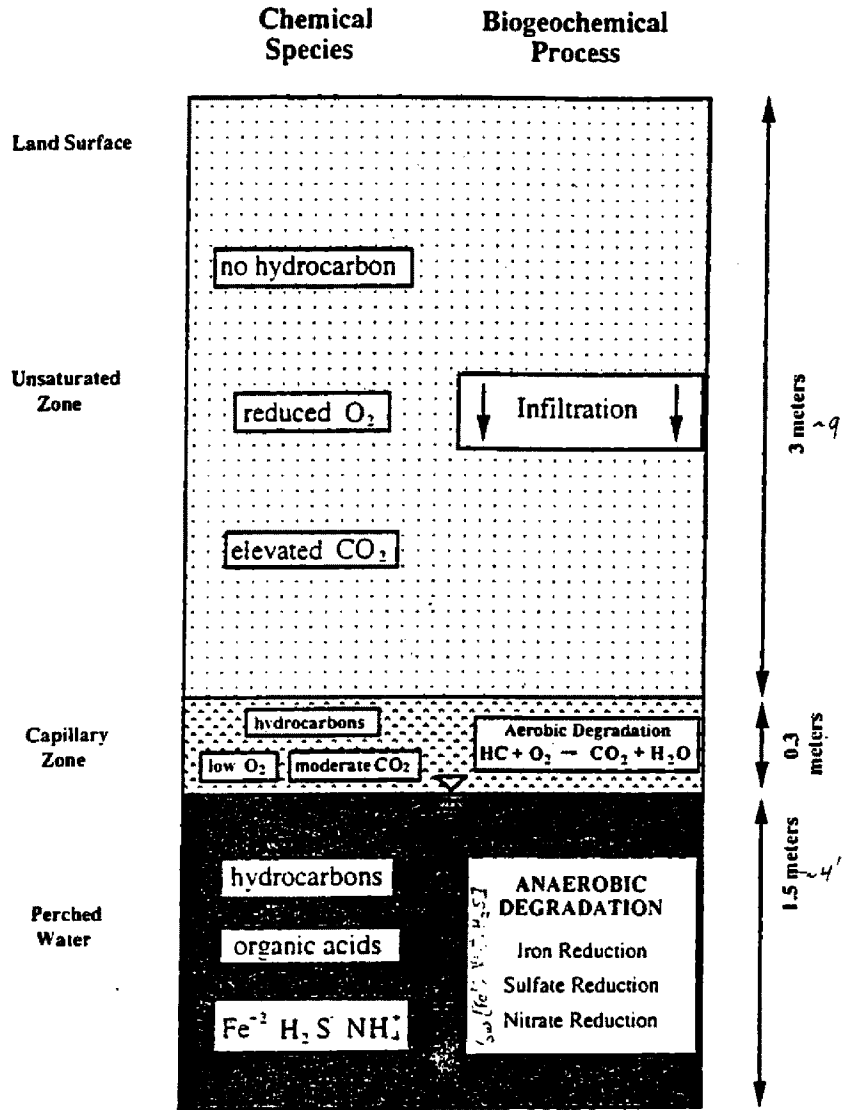 Chemical Species
Biogeochemical Process
Land Surface
no hydrocarbon
Unsaturated Zone
reduced O₂
Infiltration
elevated CO₂
3 meters ~9
Capillary Zone
hydrocarbons
low O₂
moderate CO₂
Aerobic Degradation
HC + O₂ — CO₂ + H₂O
0.3 meters
Perched Water
hydrocarbons
organic acids
Fe⁻² H₂S NH₄⁺
ANAEROBIC DEGRADATION
Iron Reduction
Sulfate Reduction
Nitrate Reduction
H₂S]
1.5 meters ~4'